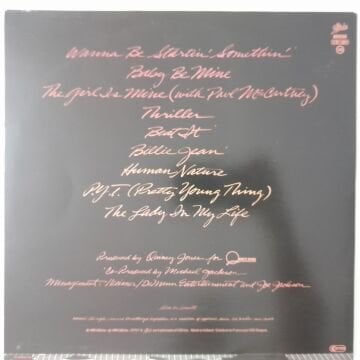 Wanna Be Startin' Somethin'
Baby Be Mine
The Girl Is Mine (with Paul McCartney)
Thriller
Beat It
Billie Jean
Human Nature
P.Y.T. (Pretty Young Thing)
The Lady In My Life
Produced by Quincy Jones for
Co-Produced by Michael Jackson
Management: Weisner/DeMann Entertainment and Joe Jackson
Epic